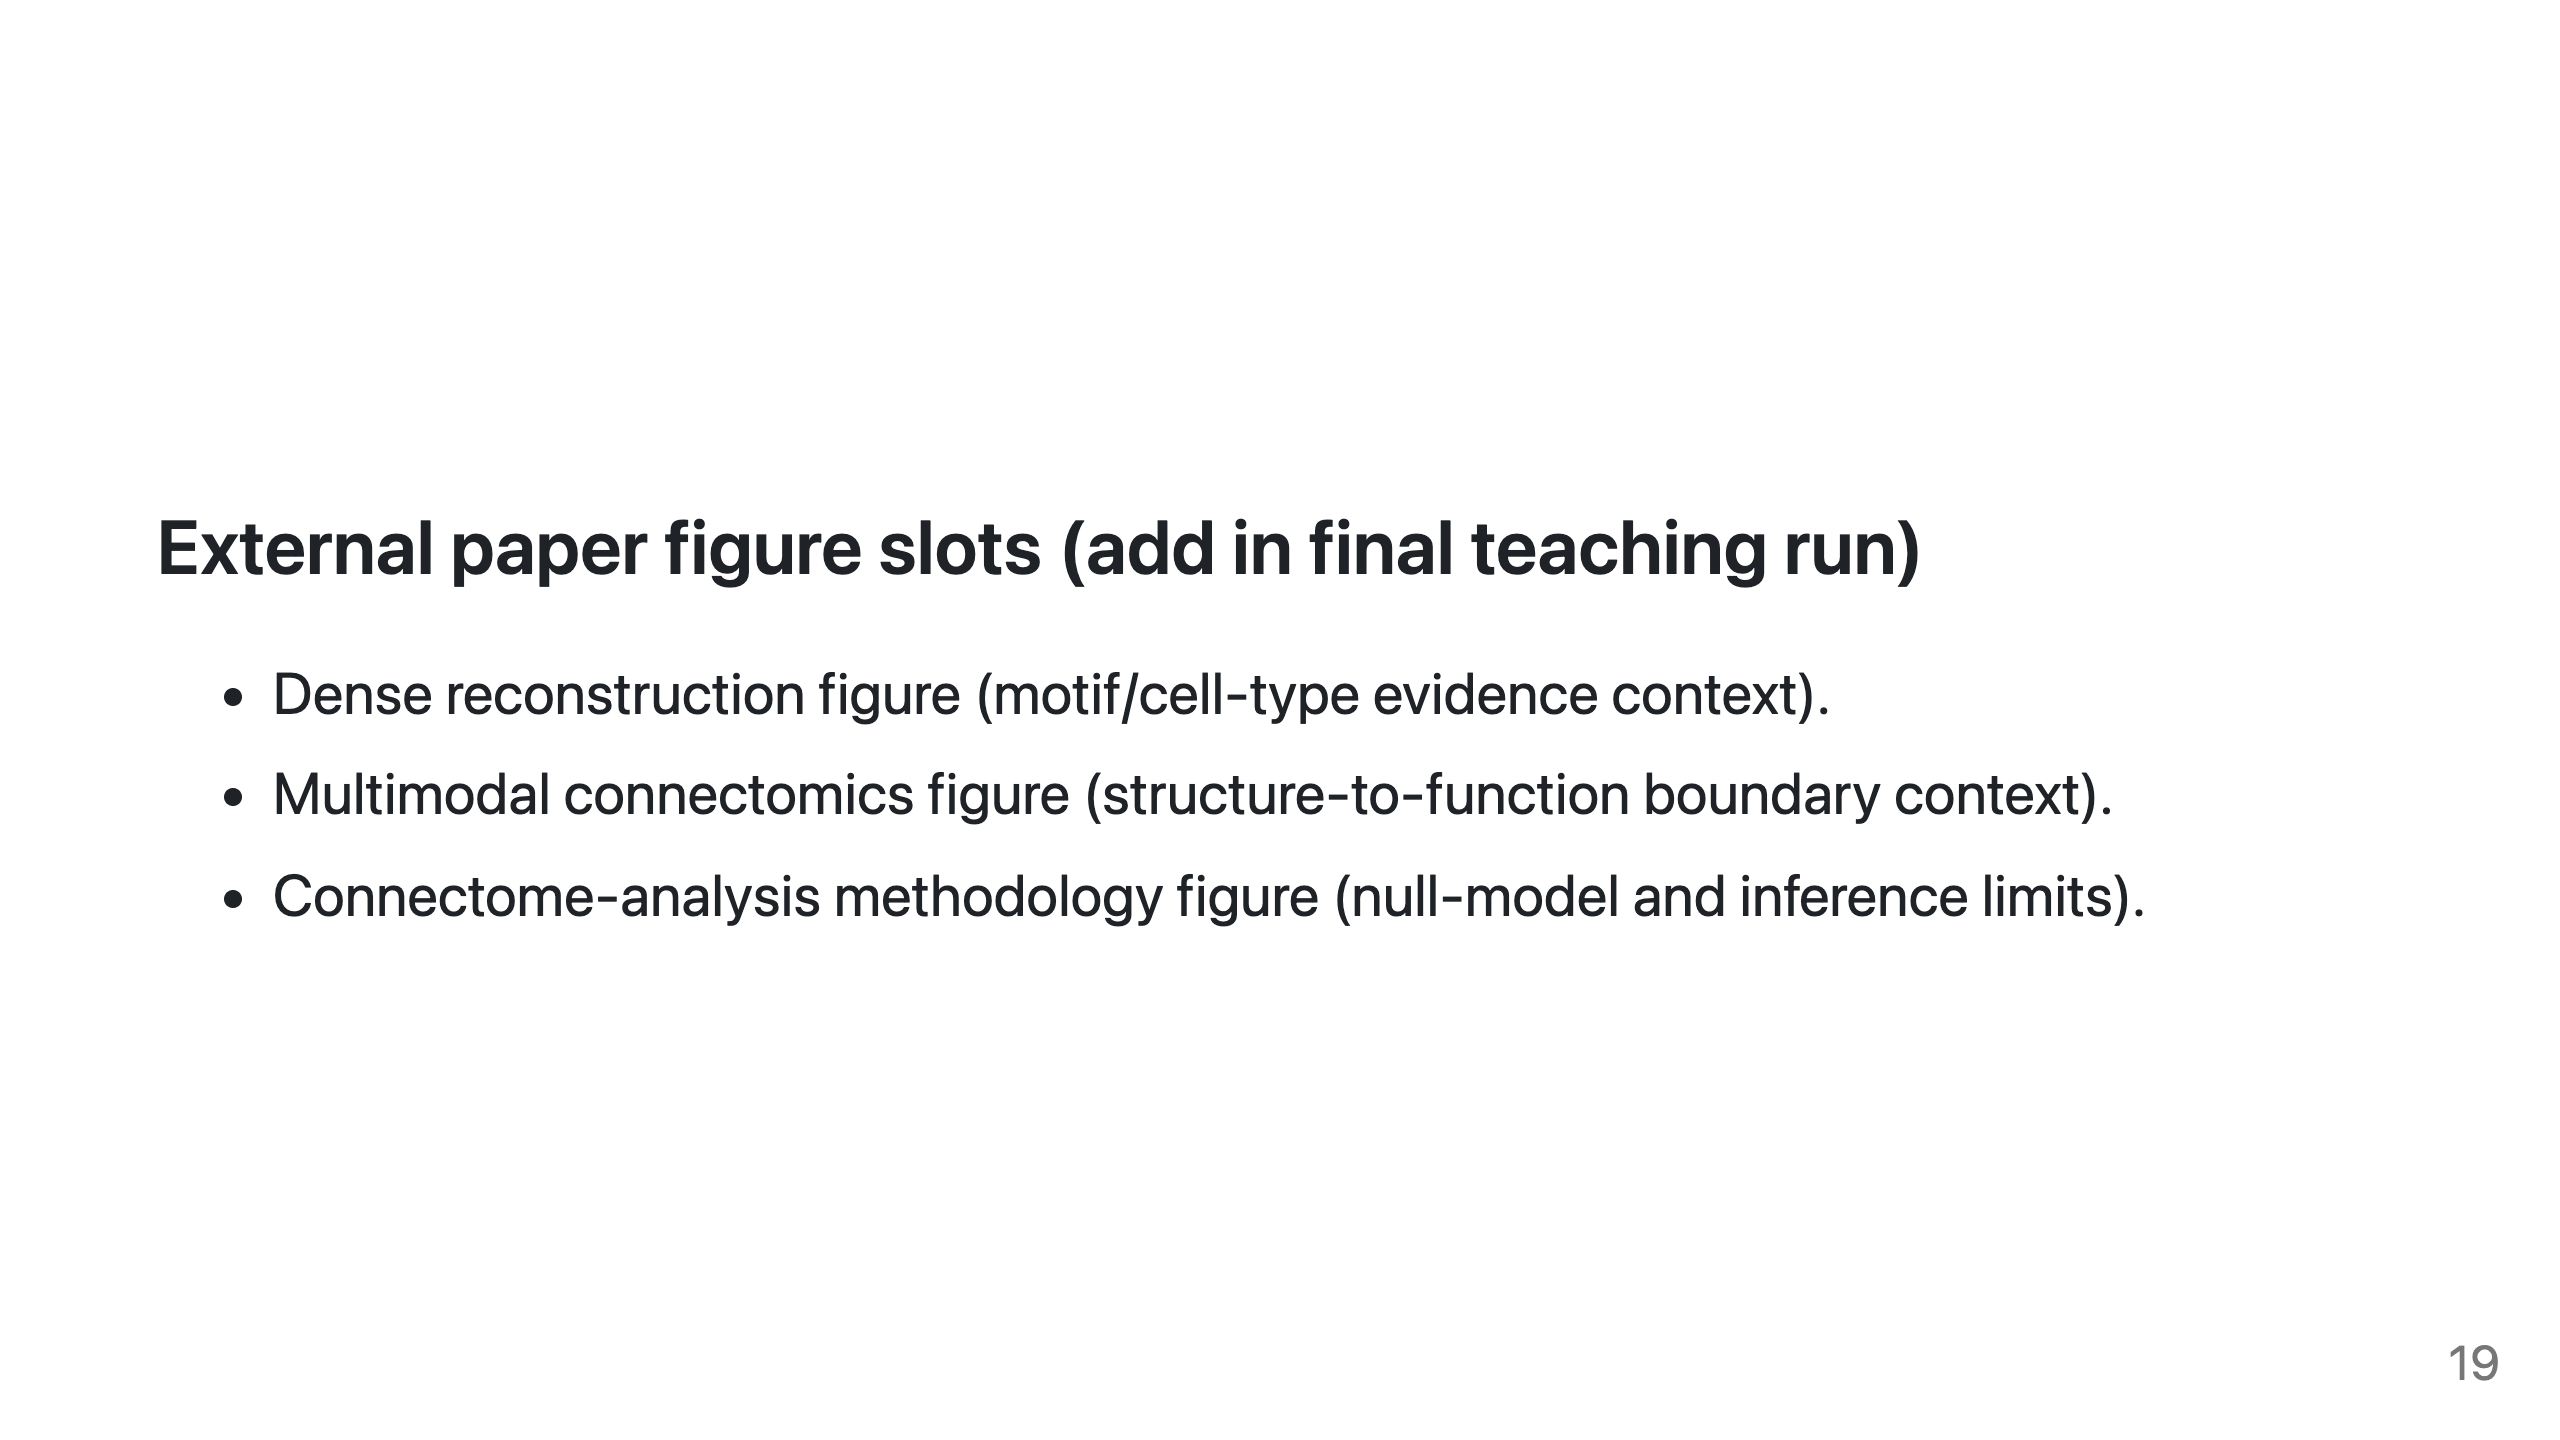 External paper figure slots (add in final teaching run)
• Dense reconstruction figure (motif/cell-type evidence context).
• Multimodal connectomics figure (structure-to-function boundary context).
• Connectome-analysis methodology figure (null-model and inference limits).
19